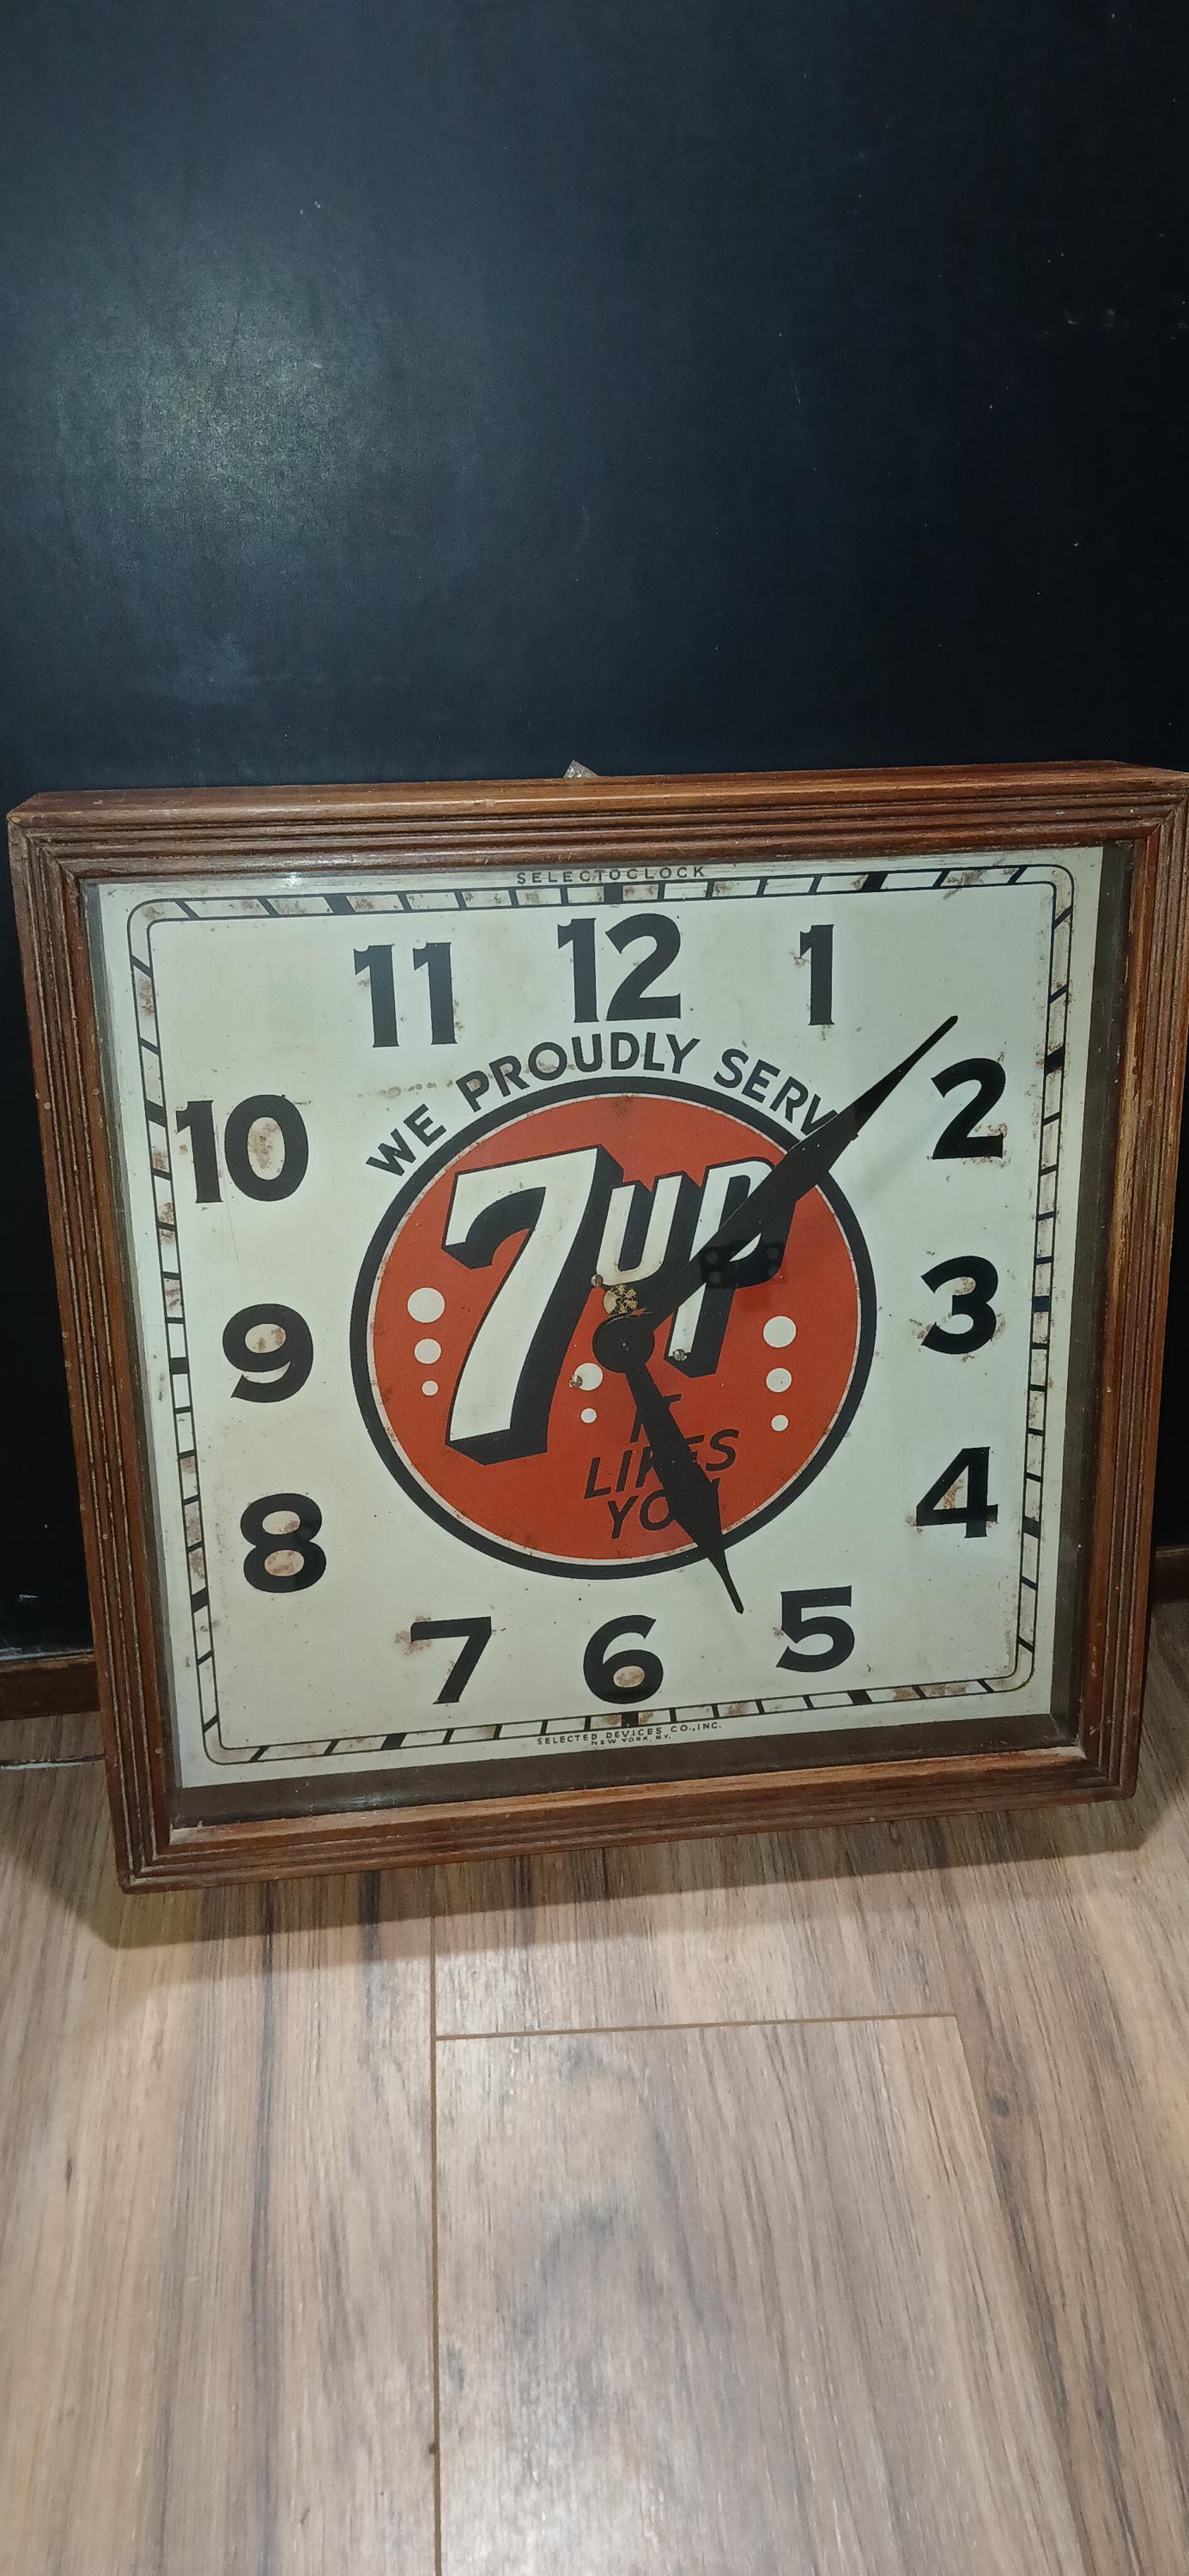 SELECTOCLOCK
11 12 1
10 2
WE PROUDLY SERV
7up
9 3
LIKES
YOU
8 4
7 6 5
SELECTED DEVICES CO., INC.
NEW YORK, N.Y.